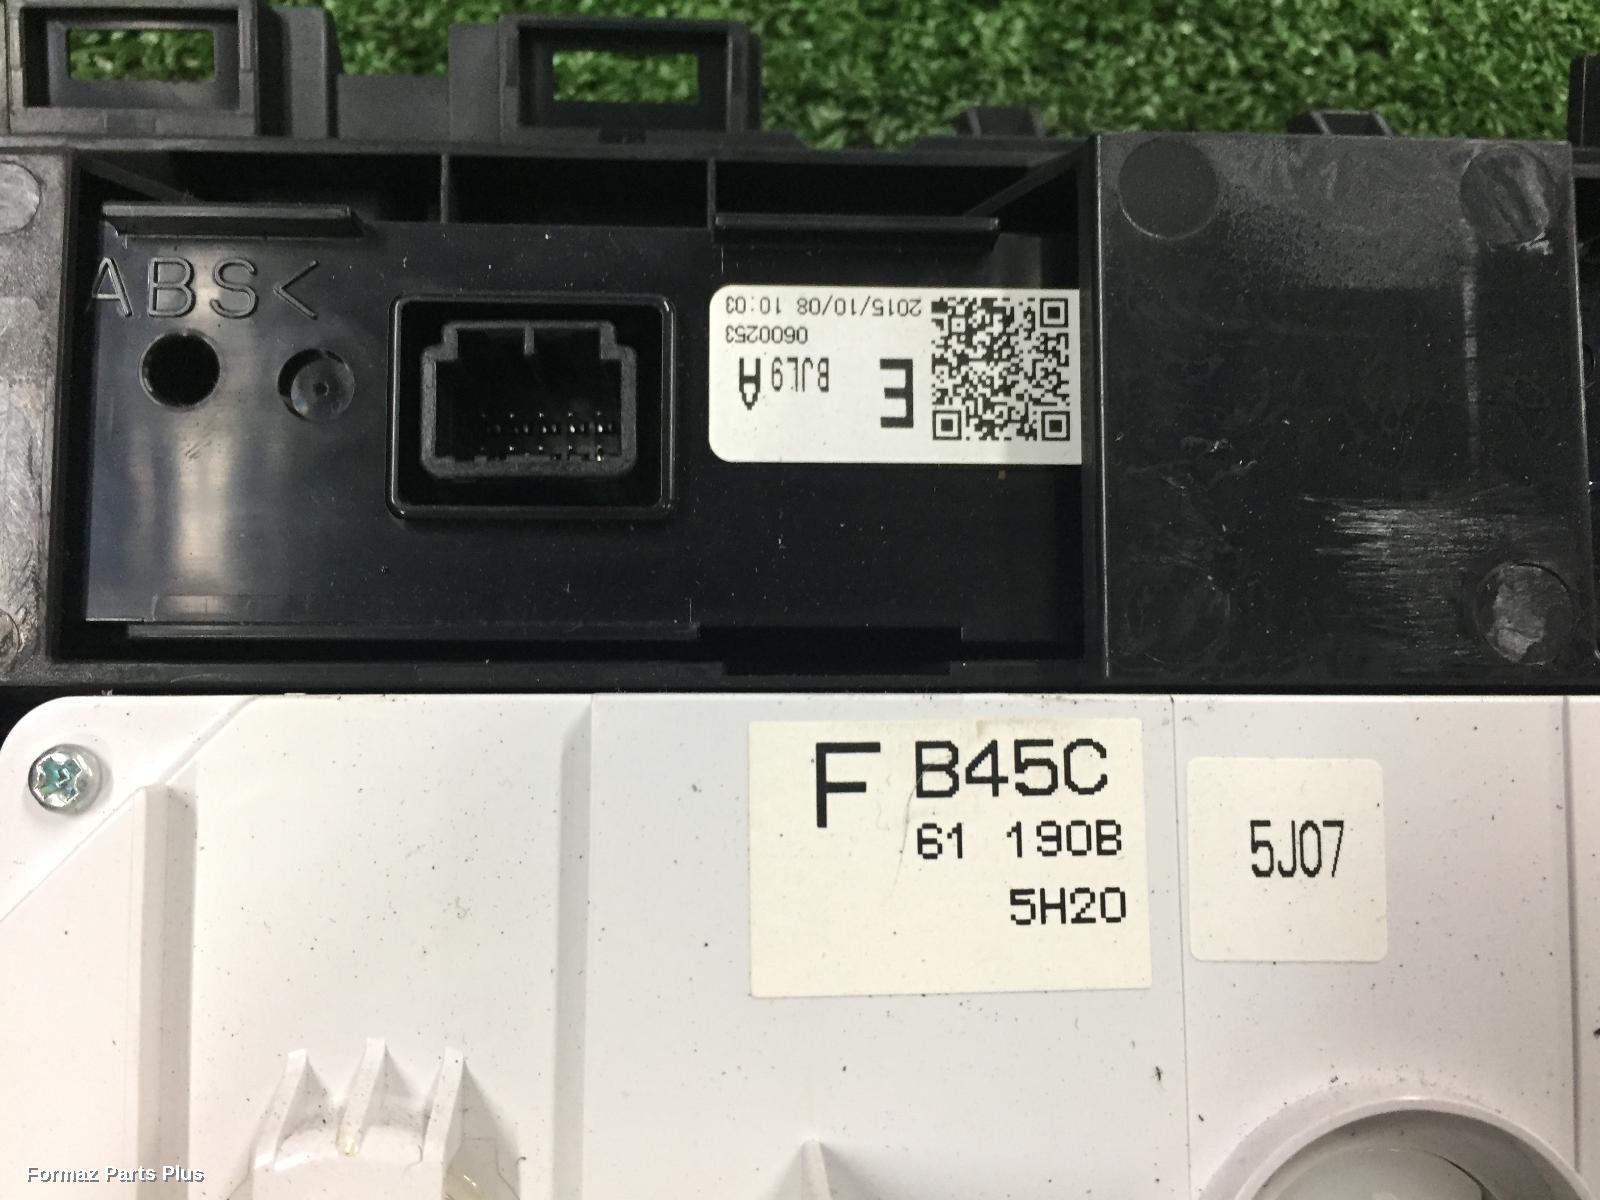 ABS<
2015/10/08 10:03
0600253
BJL9
A
E
F B45C
61 190B
5H20
5J07
Formaz Parts Plus